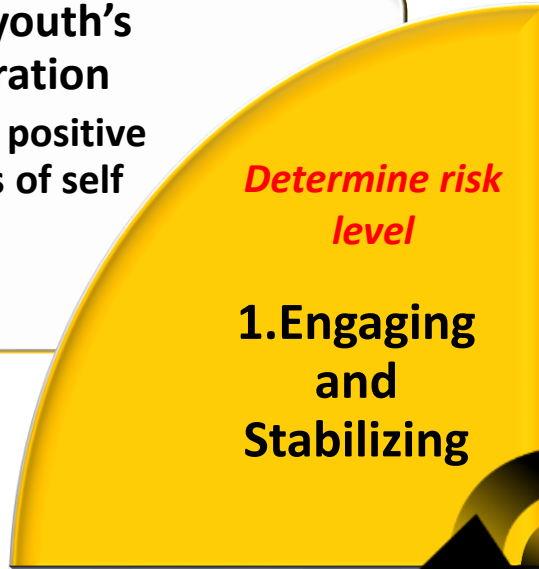 youth's
ration
positive
s of self
Determine risk
level
1.Engaging
and
Stabilizing